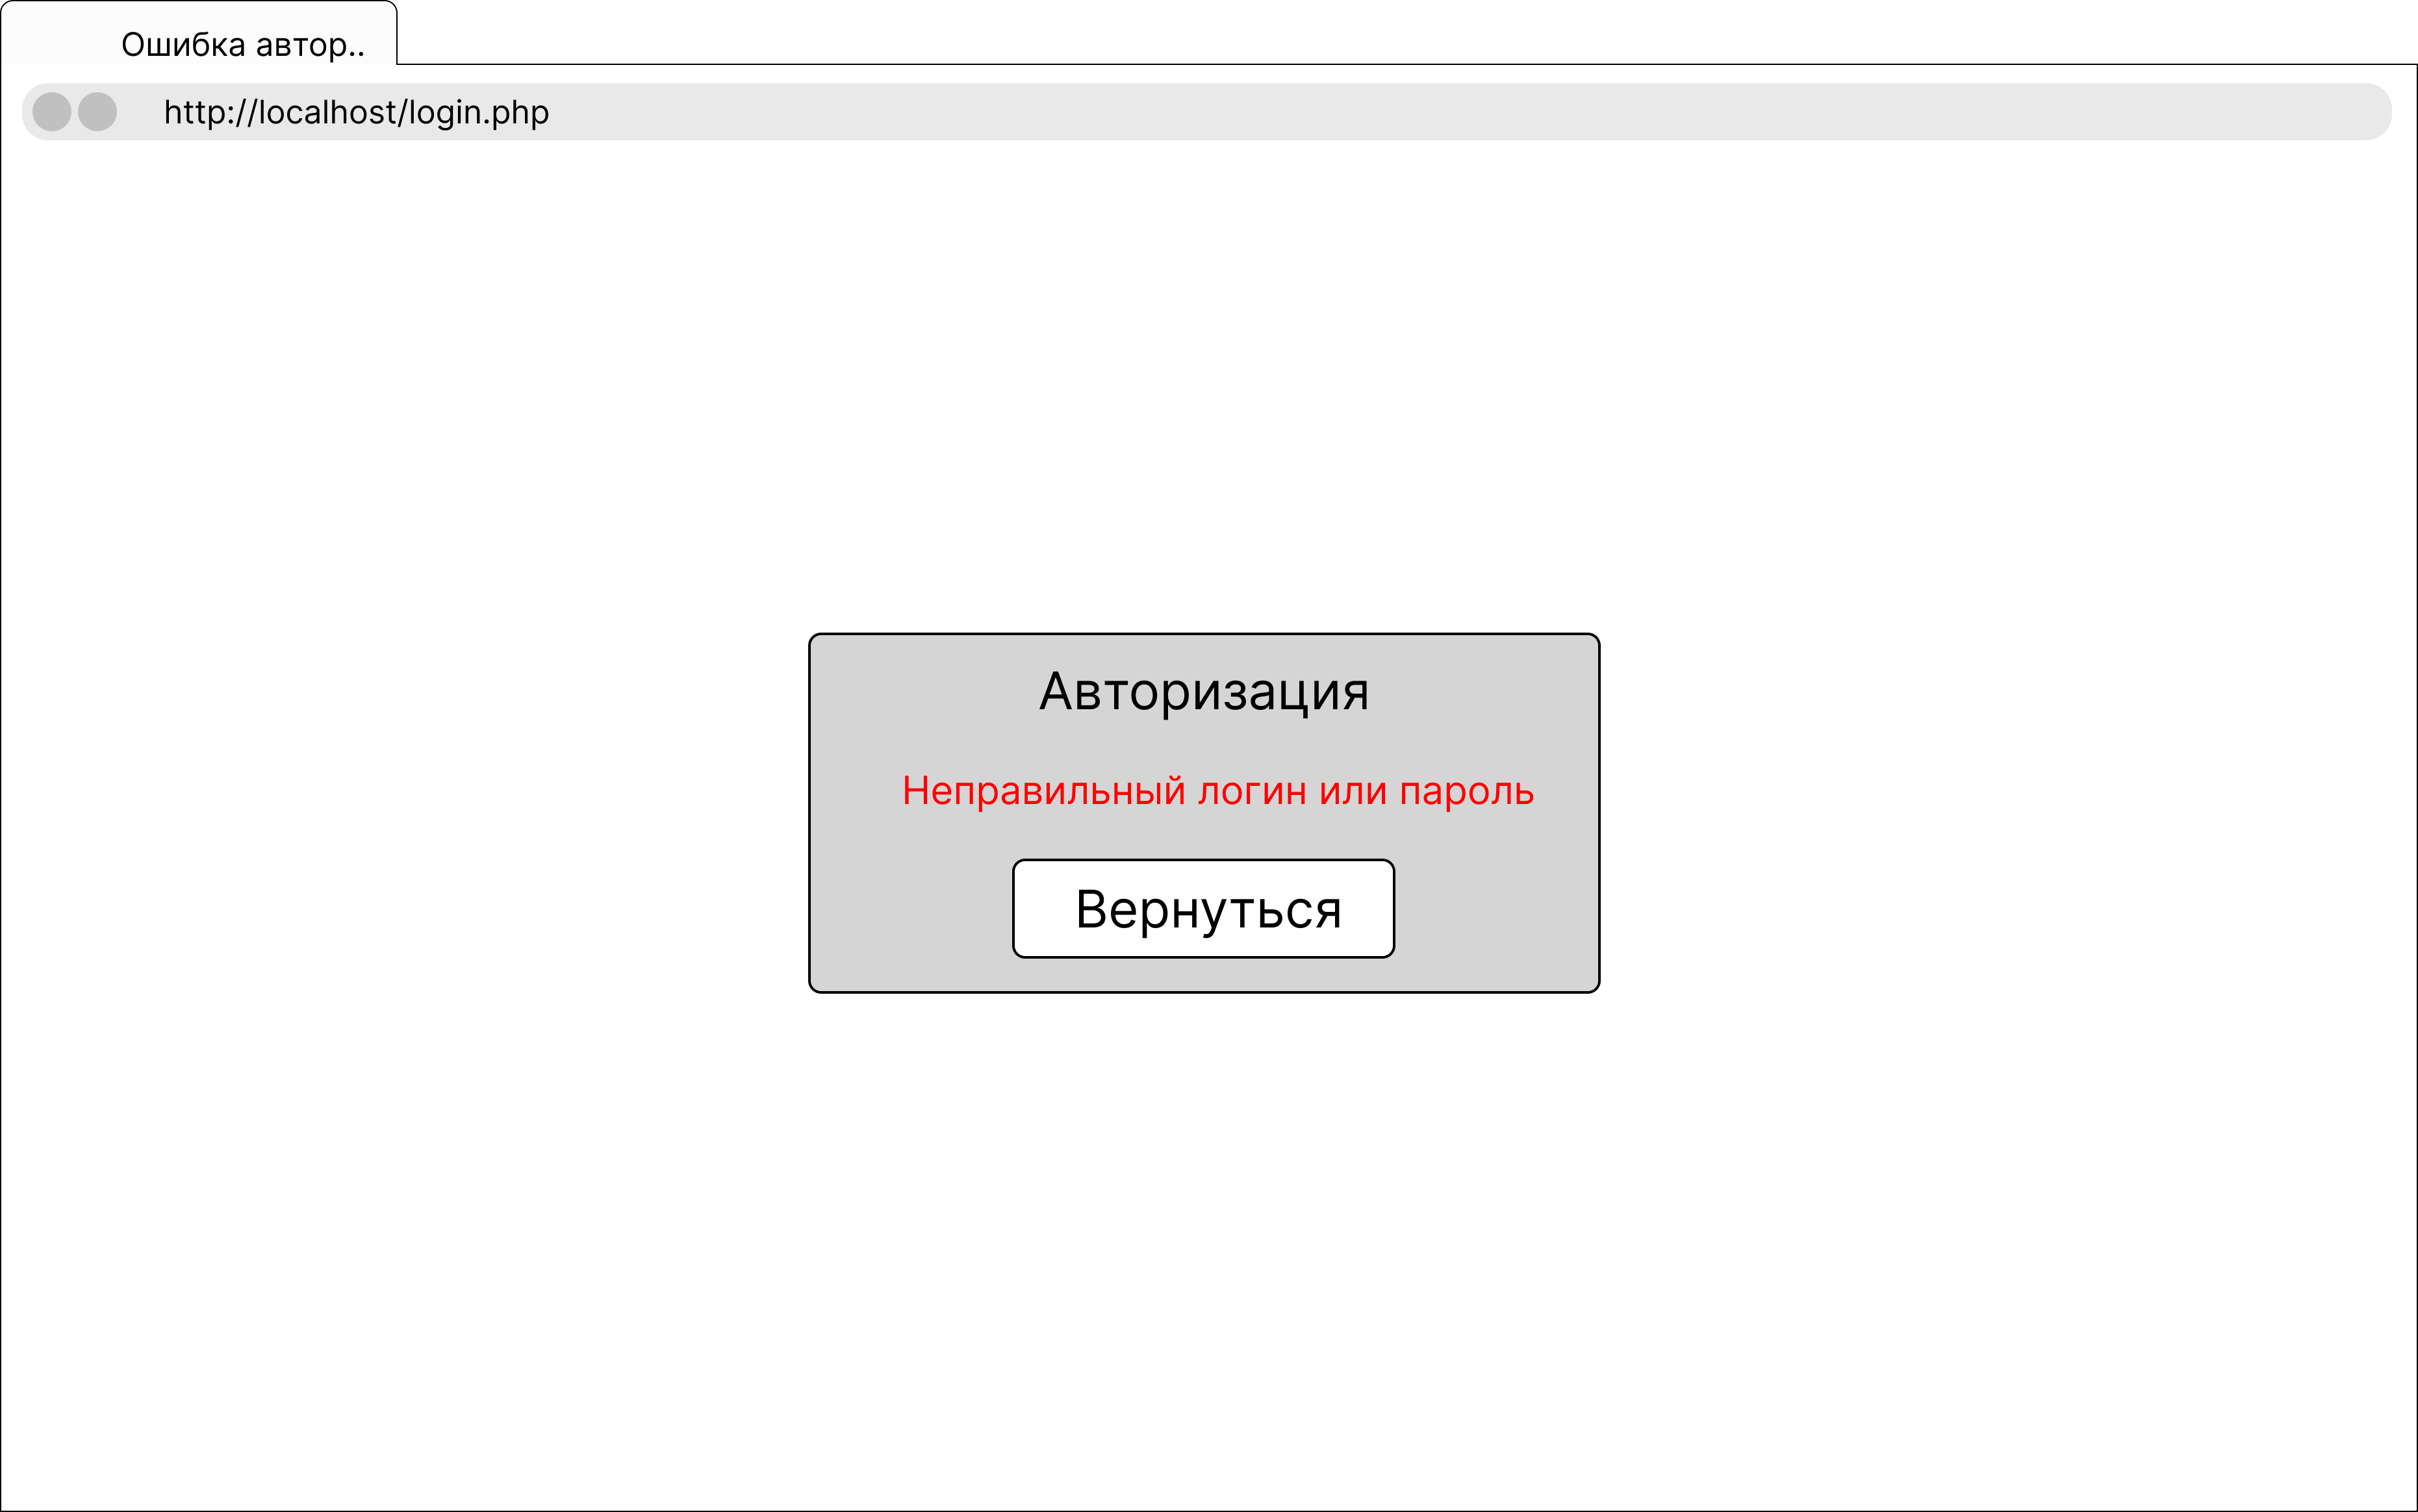 Ошибка автор..
http://localhost/login.php
Авторизация
Неправильный логин или пароль
Вернуться